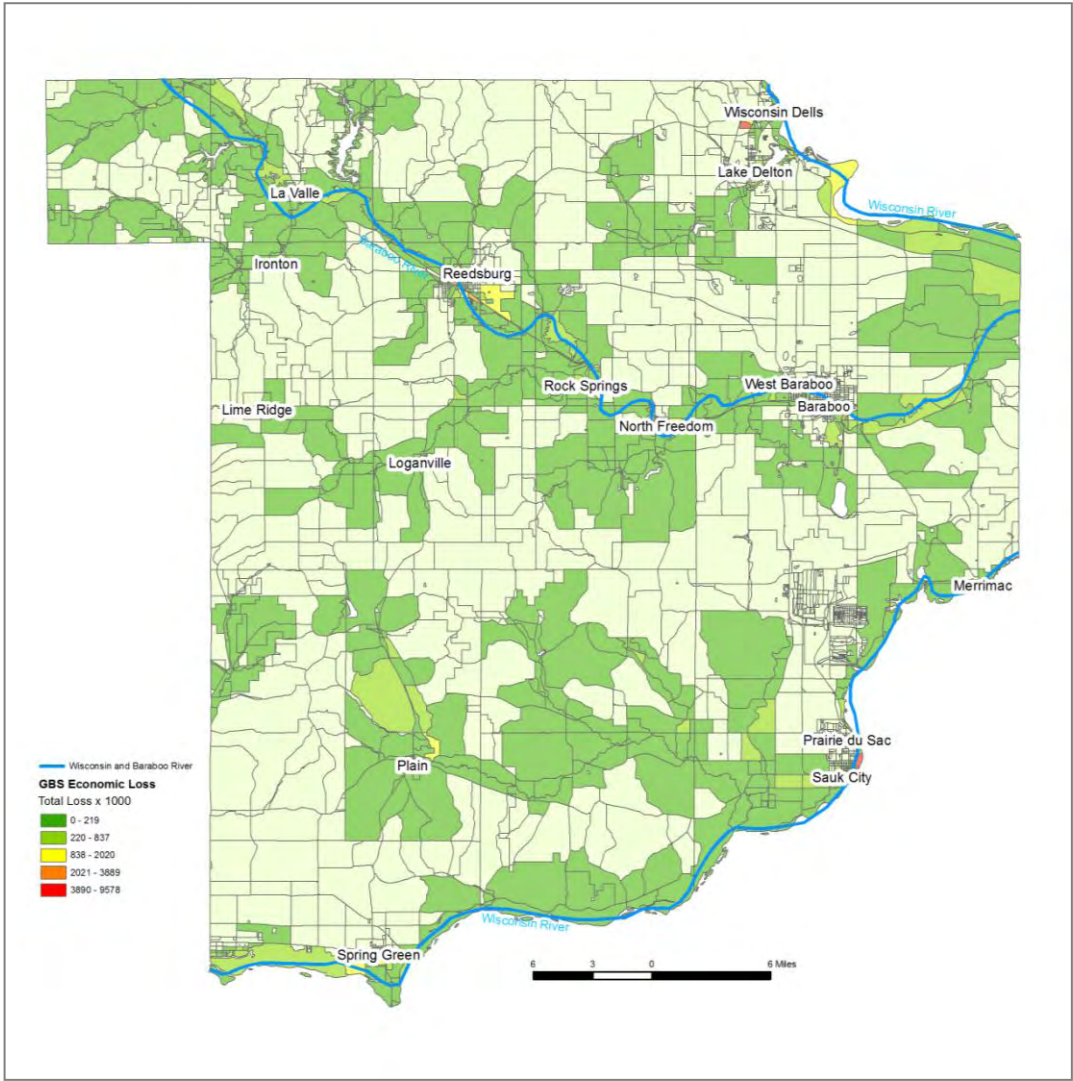 Wisconsin Dells
Lake Delton
Wisconsin River
La Valle
Baraboo River
Ironton
Reedsburg
Rock Springs
West Baraboo
Baraboo
Lime Ridge
North Freedom
Loganville
Merrimac
Prairie du Sac
Plain
Sauk City
Wisconsin and Baraboo River
GBS Economic Loss
Total Loss x 1000
0 - 219
220 - 837
838 - 2020
2021 - 3889
3890 - 9578
Wisconsin River
Spring Green
6 3 0 6 Miles